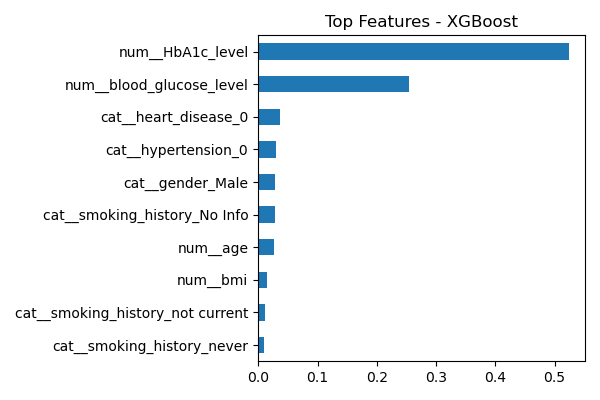 Top Features - XGBoost
num__HbA1c_level
num__blood_glucose_level
cat__heart_disease_0
cat__hypertension_0
cat__gender_Male
cat__smoking_history_No Info
num__age
num__bmi
cat__smoking_history_not current
cat__smoking_history_never
0.0 0.1 0.2 0.3 0.4 0.5